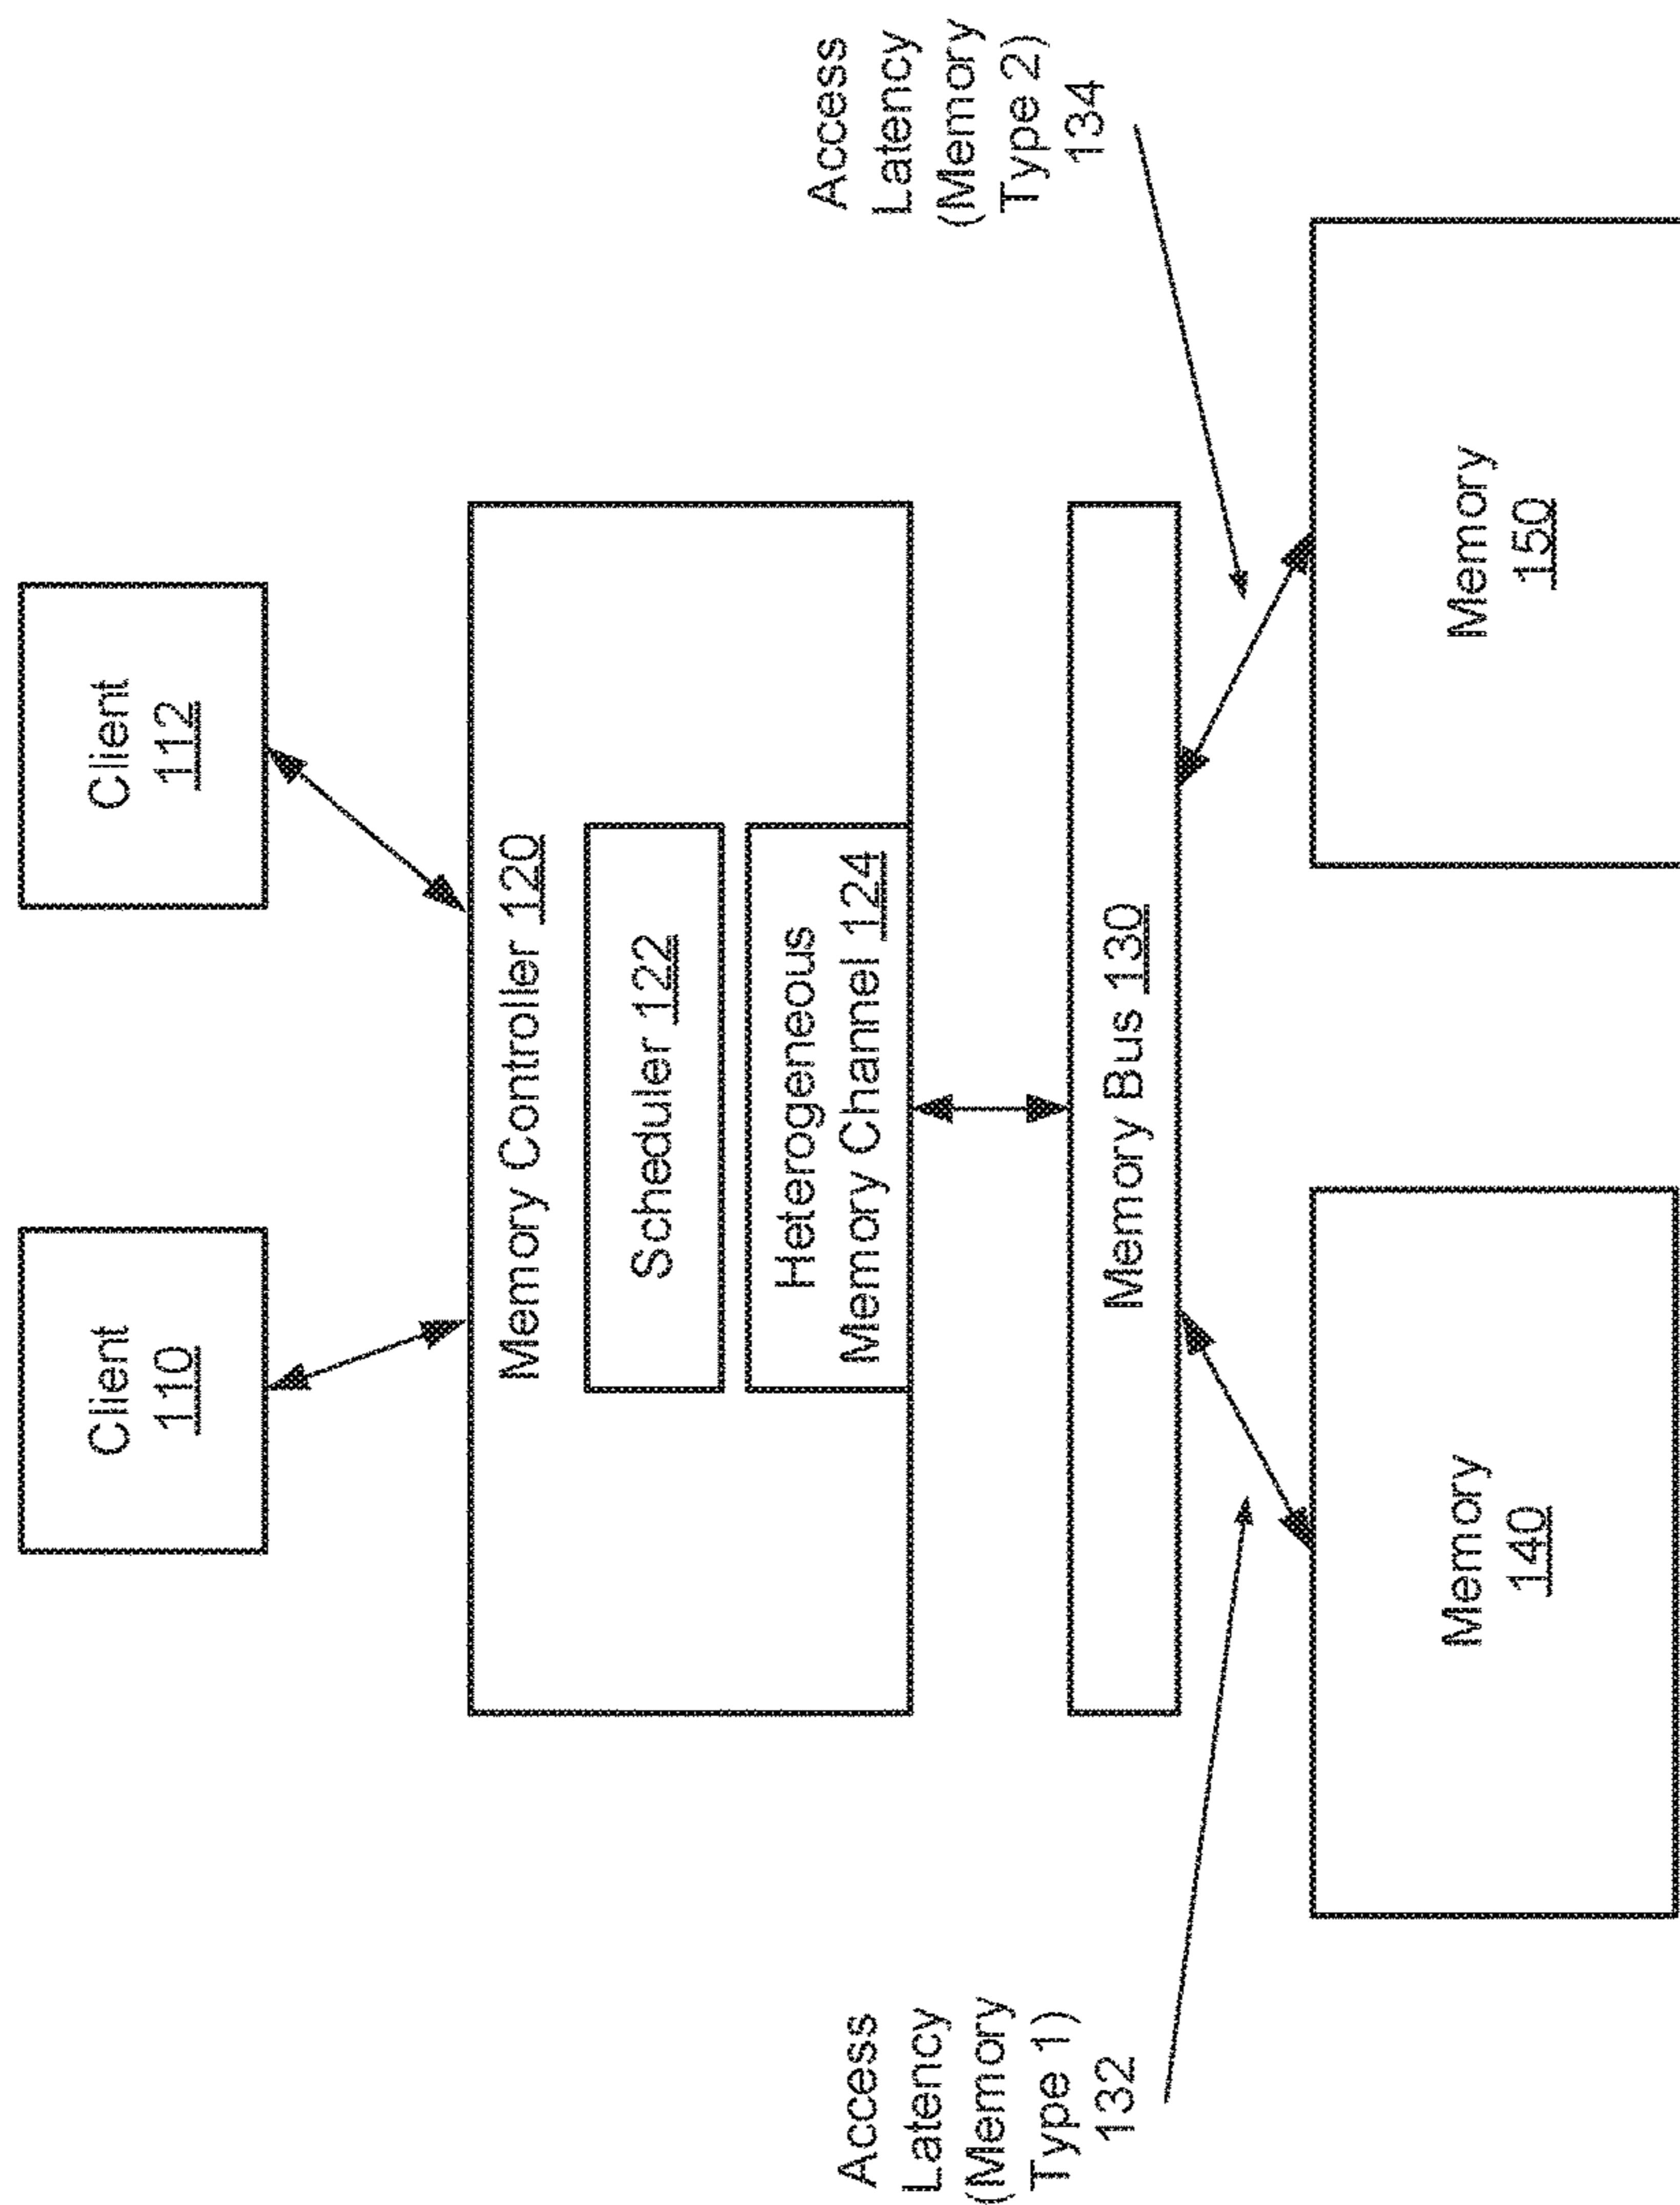 Client
110
Client
112
Memory Controller 120
Scheduler 122
Heterogeneous
Memory Channel 124
Memory Bus 130
Access
Latency
(Memory
Type 1)
132
Access
Latency
(Memory
Type 2)
134
Memory
140
Memory
150